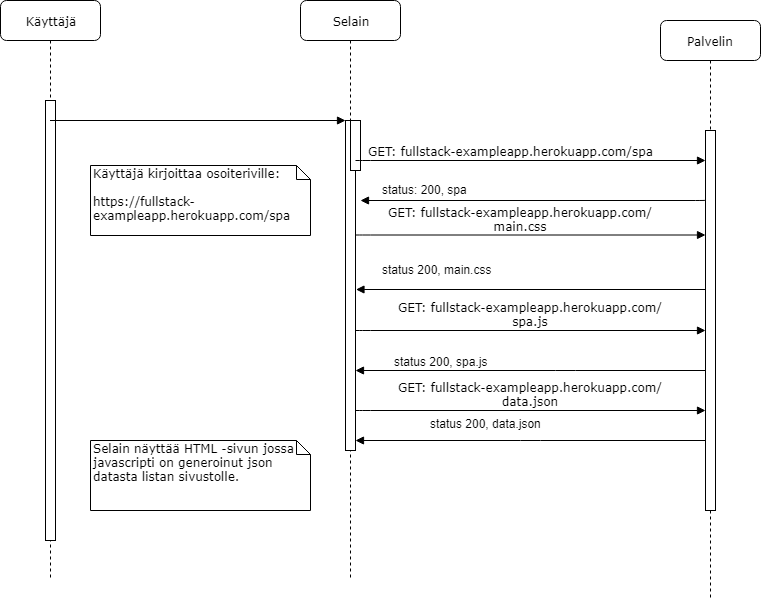 Käyttäjä
Selain
Palvelin
GET: fullstack-exampleapp.herokuapp.com/spa
Käyttäjä kirjoittaa osoiteriville:
https://fullstack-
exampleapp.herokuapp.com/spa
status: 200, spa
GET: fullstack-exampleapp.herokuapp.com/
main.css
status 200, main.css
GET: fullstack-exampleapp.herokuapp.com/
spa.js
status 200, spa.js
GET: fullstack-exampleapp.herokuapp.com/
data.json
status 200, data.json
Selain näyttää HTML -sivun jossa
javascripti on generoinut json
datasta listan sivustolle.